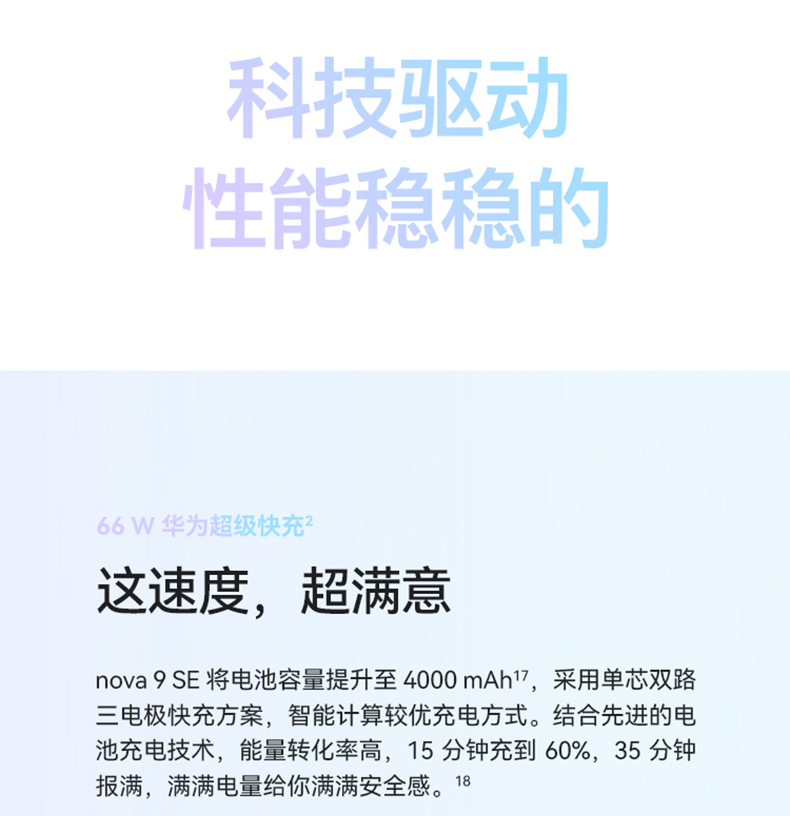 科技驱动
性能稳稳的
66 W 华为超级快充²
这速度，超满意
nova 9 SE 将电池容量提升至 4000 mAh¹⁷，采用单芯双路
三电极快充方案，智能计算较优充电方式。结合先进的电
池充电技术，能量转化率高，15 分钟充到 60%，35 分钟
报满，满满电量给你满满安全感。¹⁸